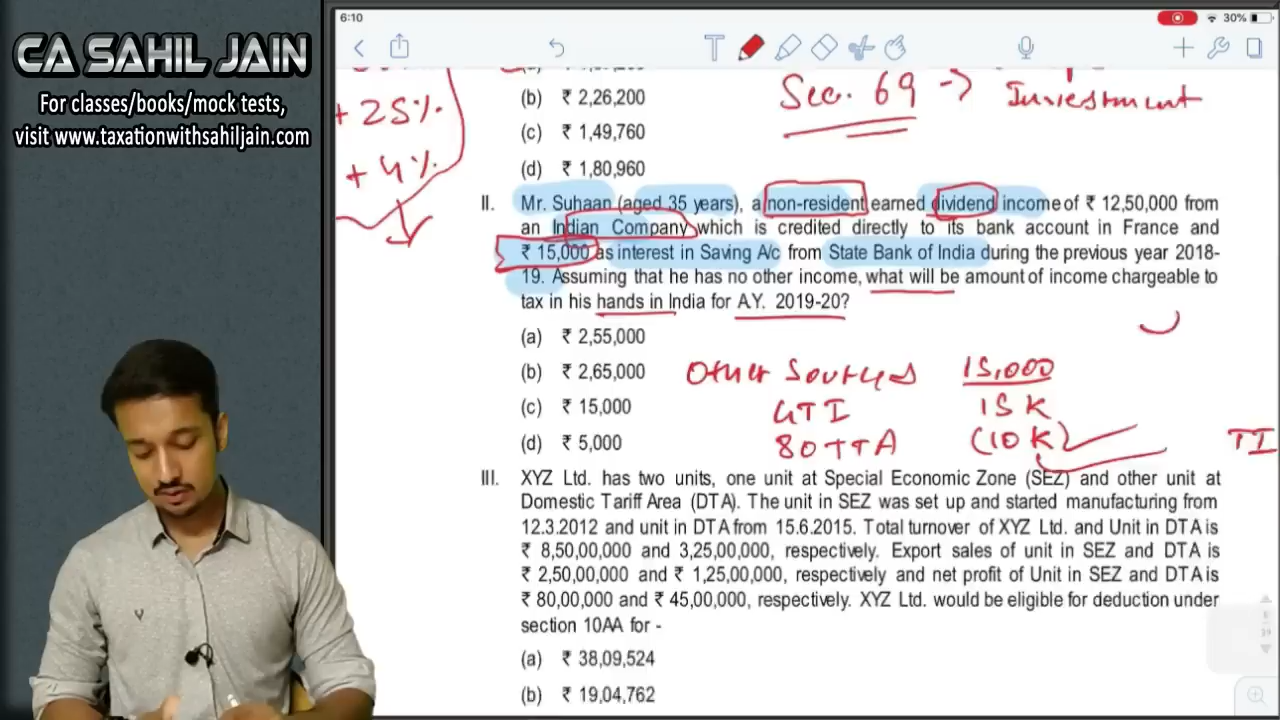 CA SAHIL JAIN
For classes/books/mock tests,
visit www.taxationwithsahiljain.com
6:10
30%
+ 25%
+ 4%
Sec. 69 → Investment
(b) ₹ 2,26,200
(c) ₹ 1,49,760
(d) ₹ 1,80,960
II. Mr. Suhaan (aged 35 years), a non-resident earned dividend income of ₹ 12,50,000 from
an Indian Company which is credited directly to its bank account in France and
₹ 15,000 as interest in Saving A/c from State Bank of India during the previous year 2018-
19. Assuming that he has no other income, what will be amount of income chargeable to
tax in his hands in India for A.Y. 2019-20?
(a) ₹ 2,55,000
(b) ₹ 2,65,000
(c) ₹ 15,000
(d) ₹ 5,000
Other Sources 15,000
GTI 15 K
80TTA (10 K)
TI
III. XYZ Ltd. has two units, one unit at Special Economic Zone (SEZ) and other unit at
Domestic Tariff Area (DTA). The unit in SEZ was set up and started manufacturing from
12.3.2012 and unit in DTA from 15.6.2015. Total turnover of XYZ Ltd. and Unit in DTA is
₹ 8,50,00,000 and 3,25,00,000, respectively. Export sales of unit in SEZ and DTA is
₹ 2,50,00,000 and ₹ 1,25,00,000, respectively and net profit of Unit in SEZ and DTA is
₹ 80,00,000 and ₹ 45,00,000, respectively. XYZ Ltd. would be eligible for deduction under
section 10AA for -
(a) ₹ 38,09,524
(b) ₹ 19,04,762